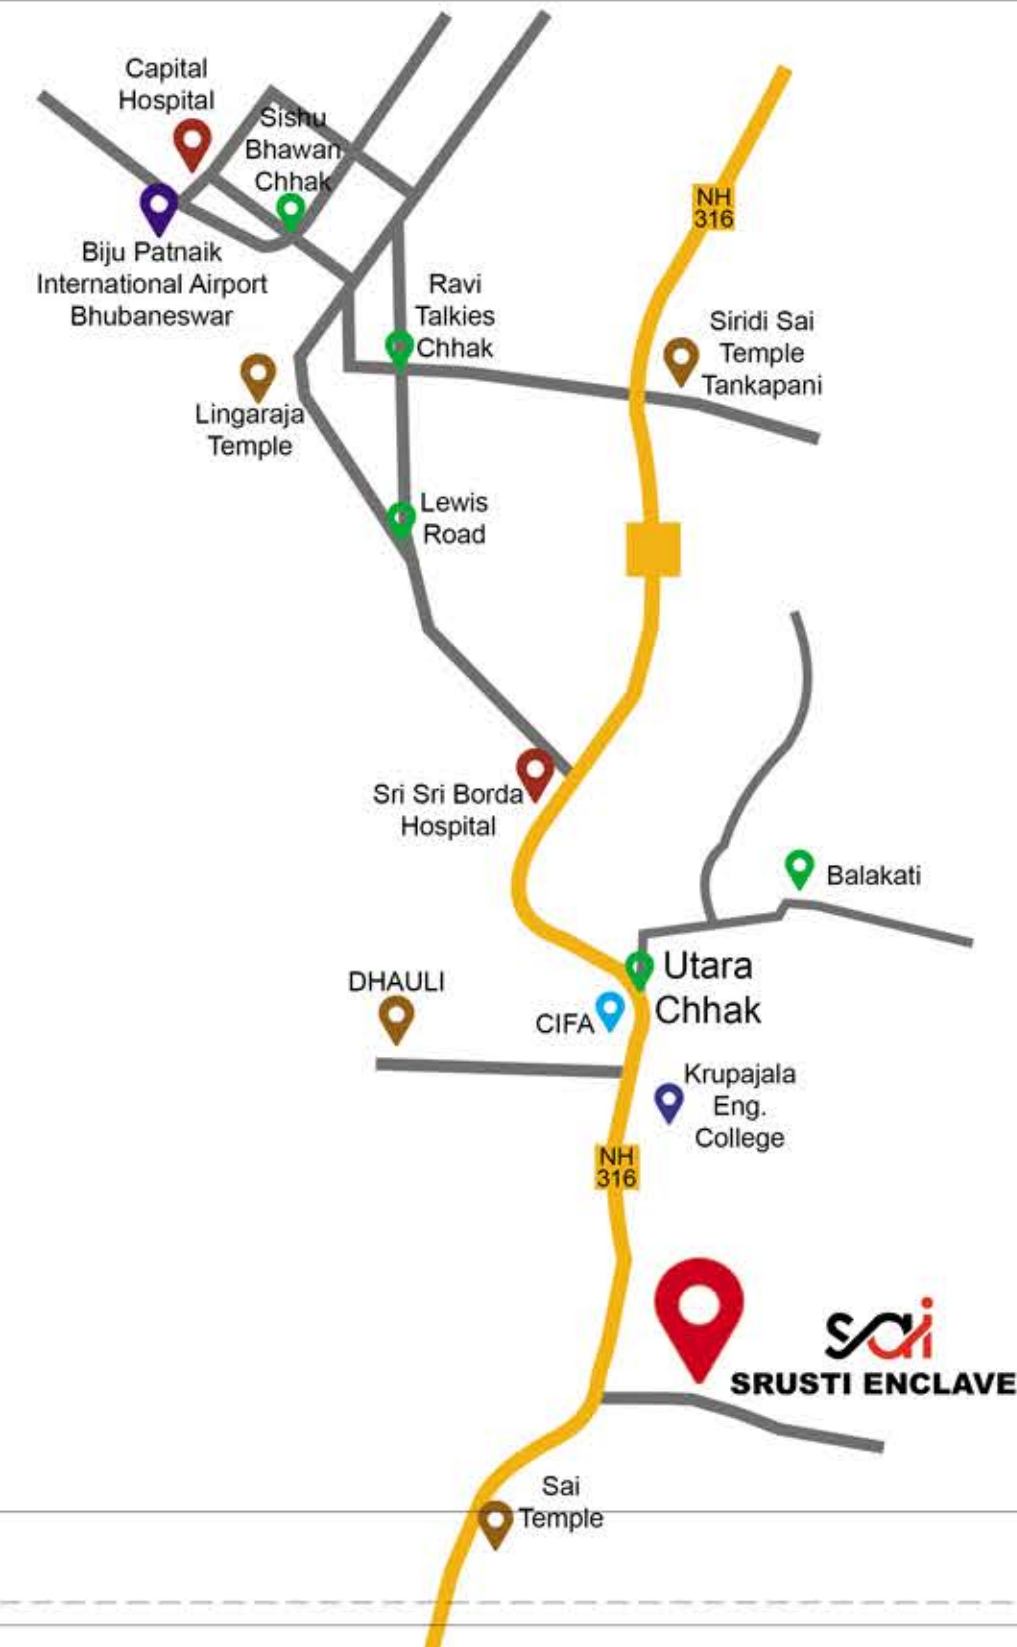 Capital
Hospital
Sishu
Bhawan
Chhak
NH
316
Biju Patnaik
International Airport
Bhubaneswar
Ravi
Talkies
Chhak
Siridi Sai
Temple
Tankapani
Lingaraja
Temple
Lewis
Road
Sri Sri Borda
Hospital
Balakati
Utara
Chhak
DHAULI
CIFA
Krupajala
Eng.
College
NH
316
sai
SRUSTI ENCLAVE
Sai
Temple